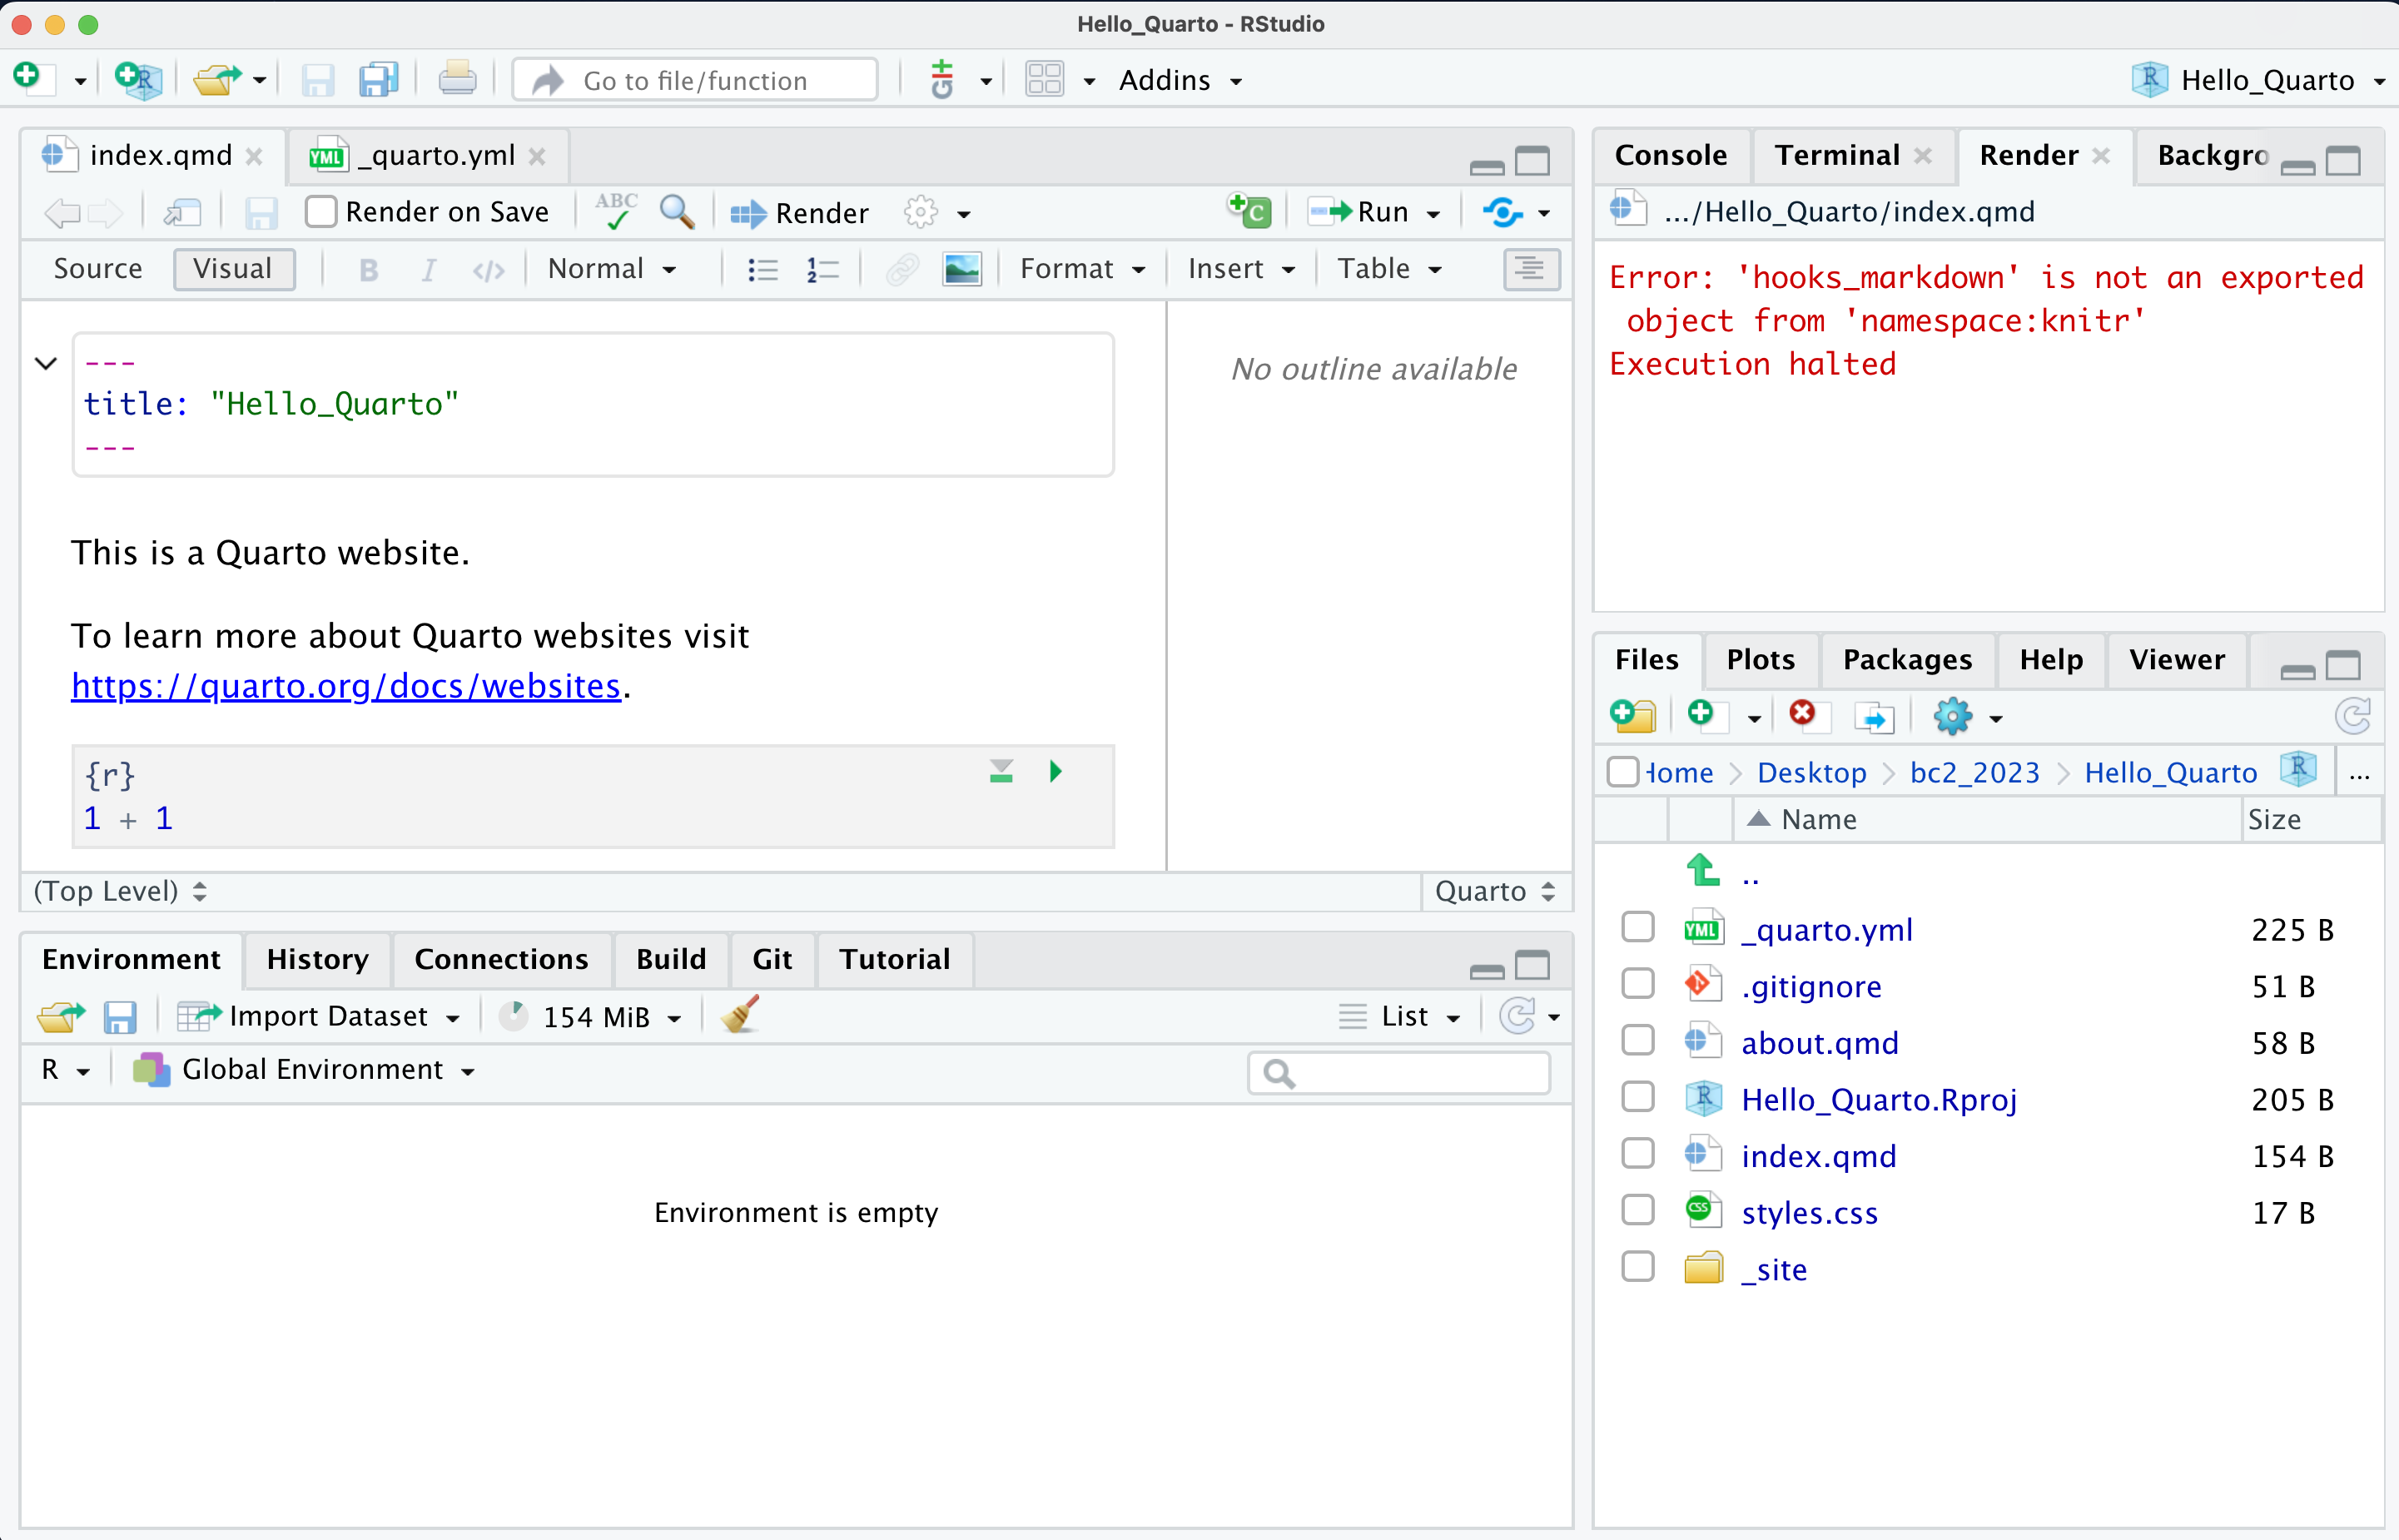 Hello_Quarto - RStudio
Go to file/function
Addins
Hello_Quarto
index.qmd
_quarto.yml
Render on Save
ABC
Render
Run
Source
Visual
B
I
</>
Normal
Format
Insert
Table
---
title: "Hello_Quarto"
---
This is a Quarto website.
To learn more about Quarto websites visit
https://quarto.org/docs/websites.
{r}
1 + 1
No outline available
(Top Level)
Quarto
Console
Terminal
Render
Backgro
.../Hello_Quarto/index.qmd
Error: 'hooks_markdown' is not an exported
object from 'namespace:knitr'
Execution halted
Environment
History
Connections
Build
Git
Tutorial
Import Dataset
154 MiB
List
R
Global Environment
Environment is empty
Files
Plots
Packages
Help
Viewer
Home > Desktop > bc2_2023 > Hello_Quarto
...
Name
Size
..
YML _quarto.yml 225 B
.gitignore 51 B
about.qmd 58 B
R Hello_Quarto.Rproj 205 B
index.qmd 154 B
CSS styles.css 17 B
_site